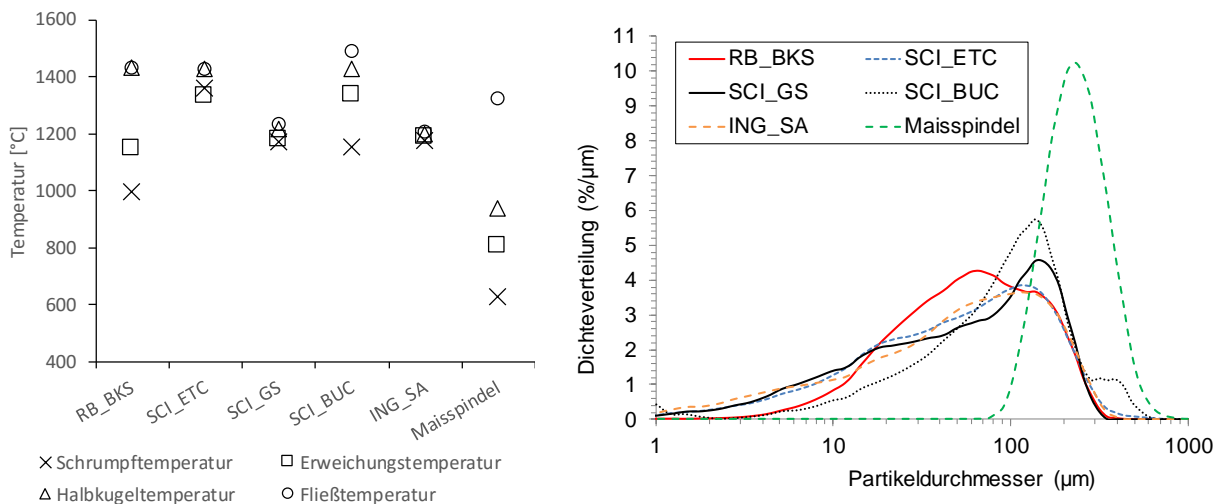 1600
1400
1200
1000
800
600
400
Temperatur [°C]
RB_BKS
SCI_ETC
SCI_GS
SCI_BUC
ING_SA
Maisspindel
Schrumpftemperatur
Erweichungstemperatur
Halbkugeltemperatur
Fließtemperatur
11
10
9
8
7
6
5
4
3
2
1
0
Dichteverteilung (%/µm)
RB_BKS
SCI_ETC
SCI_GS
SCI_BUC
ING_SA
Maisspindel
1
10
100
1000
Partikeldurchmesser (µm)